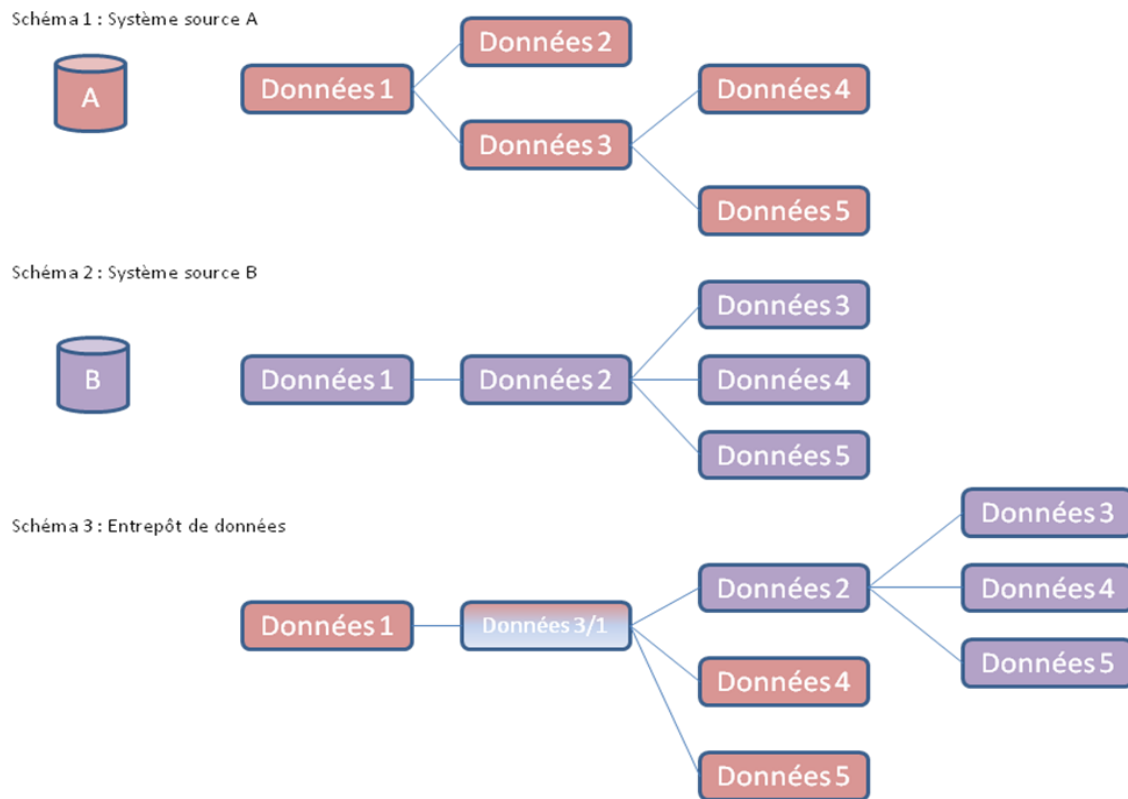 Schéma 1 : Système source A
A
Données 1
Données 2
Données 3
Données 4
Données 5
Schéma 2 : Système source B
B
Données 1
Données 2
Données 3
Données 4
Données 5
Schéma 3 : Entrepôt de données
Données 1
Données 3/1
Données 2
Données 4
Données 5
Données 3
Données 4
Données 5